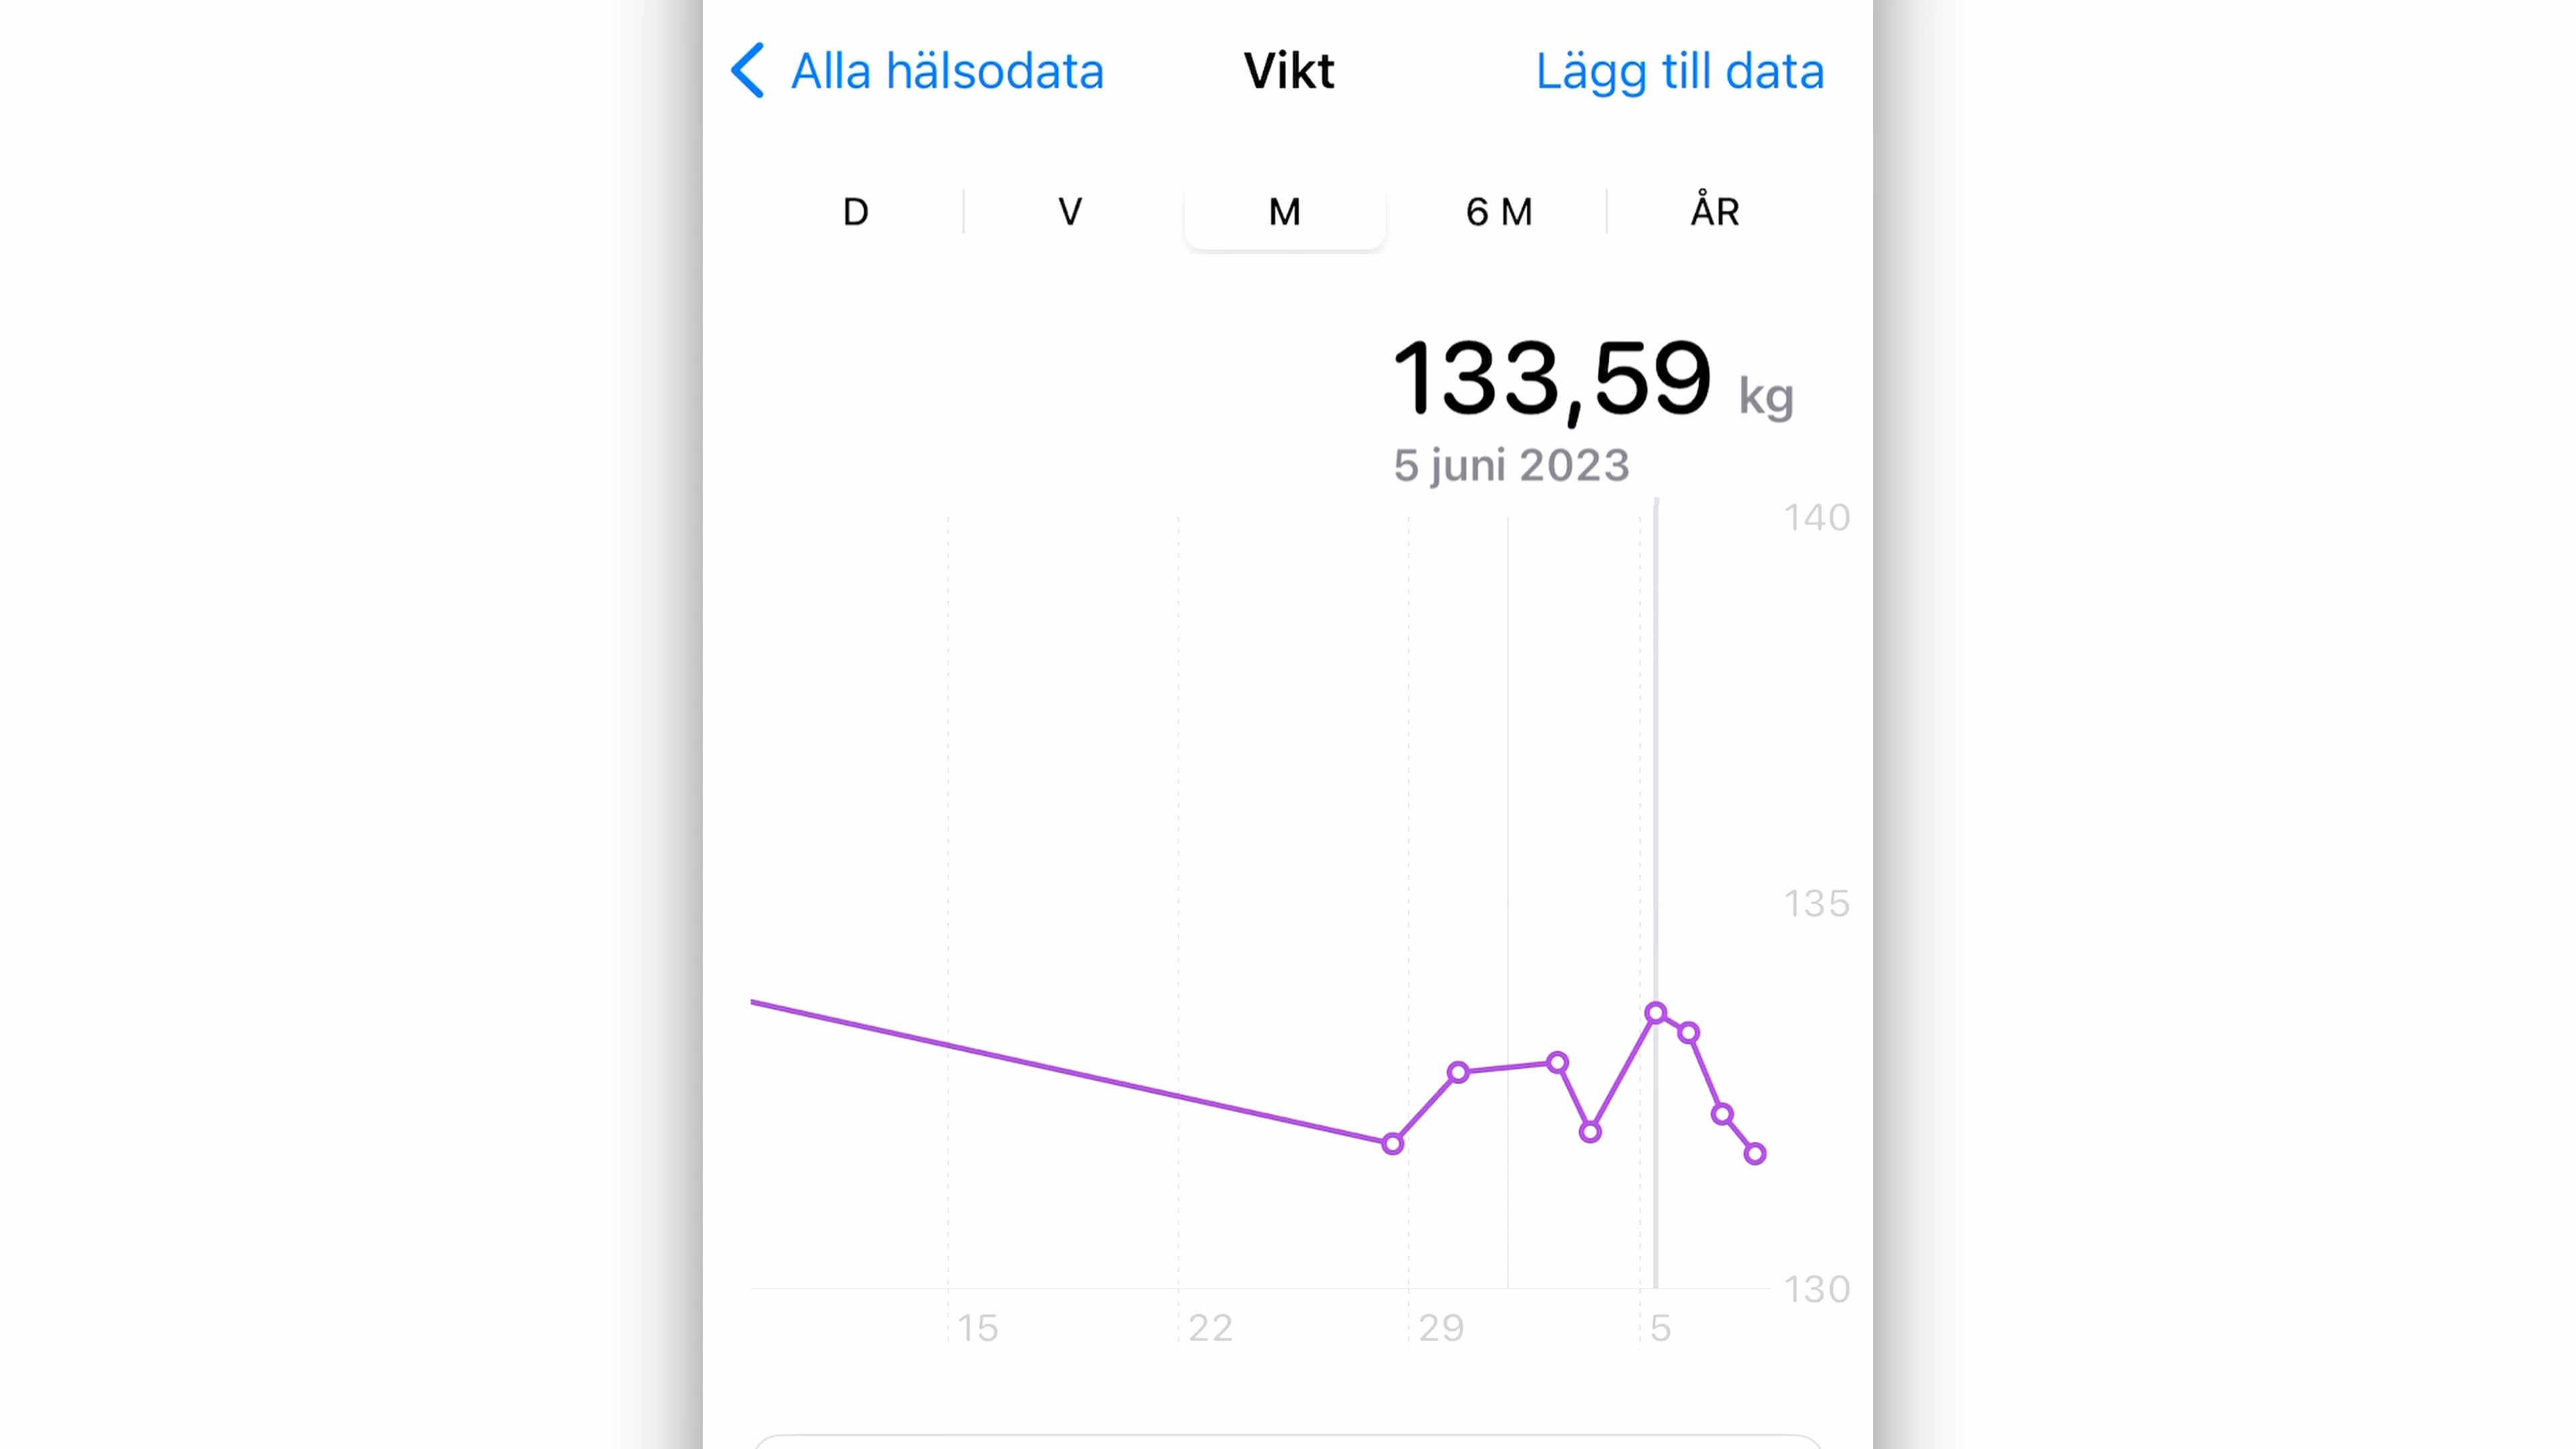 Alla hälsodata Vikt Lägg till data
D V M 6 M ÅR
133,59 kg
5 juni 2023
140
135
130
15 22 29 5